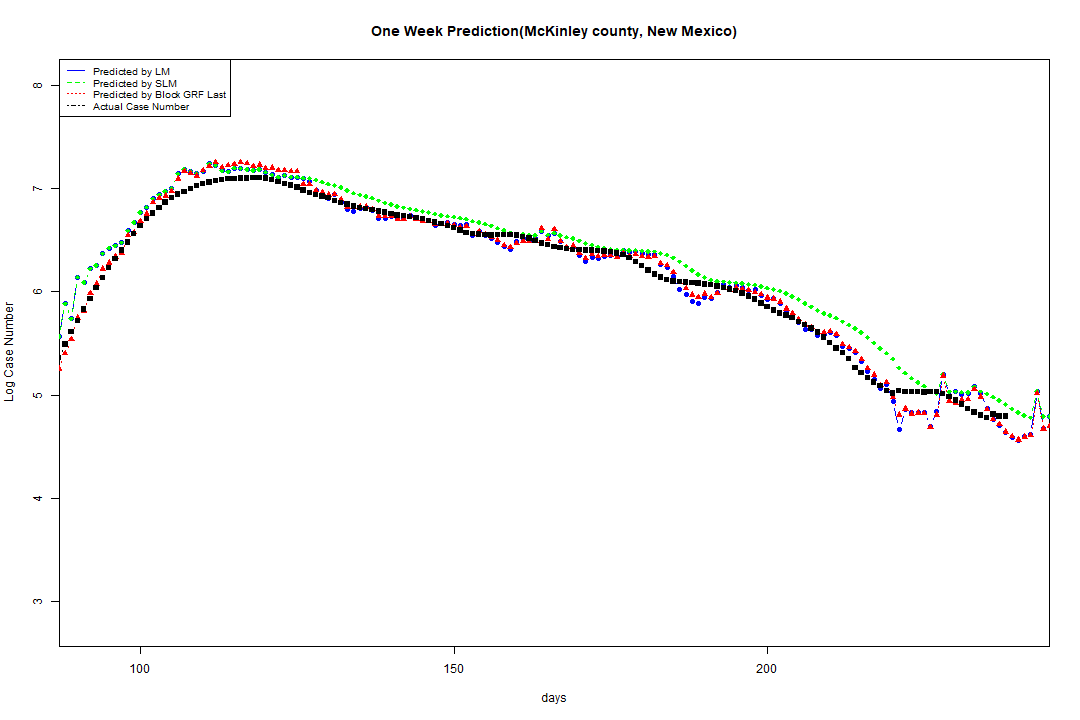 One Week Prediction(McKinley county, New Mexico)
Predicted by LM
Predicted by SLM
Predicted by Block GRF Last
Actual Case Number
Log Case Number
8
7
6
5
4
3
100 150 200
days